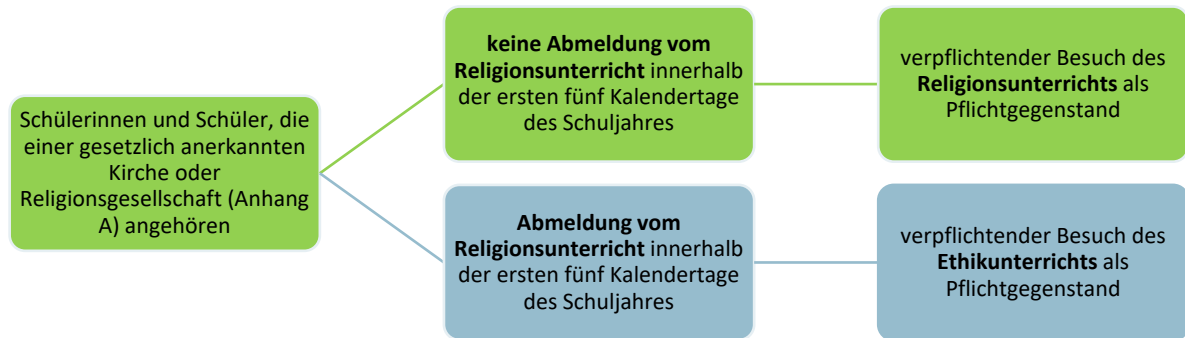 Schülerinnen und Schüler, die
einer gesetzlich anerkannten
Kirche oder
Religionsgesellschaft (Anhang
A) angehören
keine Abmeldung vom
Religionsunterricht innerhalb
der ersten fünf Kalendertage
des Schuljahres
verpflichtender Besuch des
Religionsunterrichts als
Pflichtgegenstand
Abmeldung vom
Religionsunterricht innerhalb
der ersten fünf Kalendertage
des Schuljahres
verpflichtender Besuch des
Ethikunterrichts als
Pflichtgegenstand